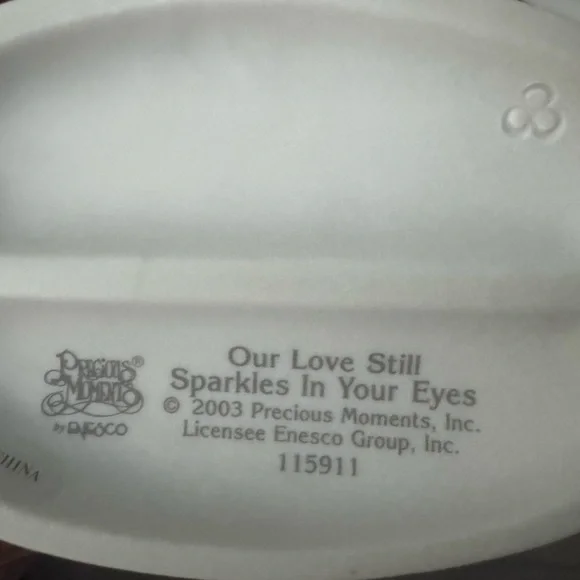 PRECIOUS MOMENTS®
by ENESCO
Our Love Still
Sparkles In Your Eyes
© 2003 Precious Moments, Inc.
Licensee Enesco Group, Inc.
115911
HINA